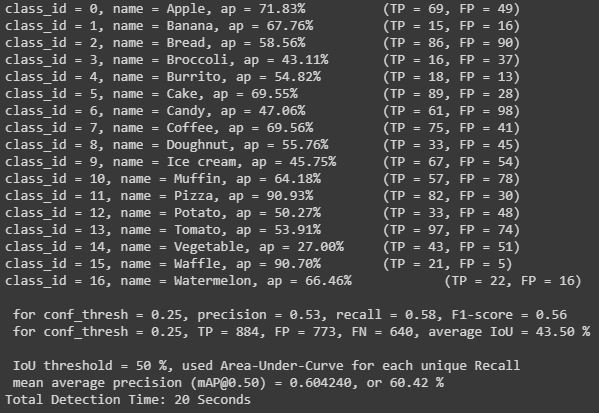 class_id = 0, name = Apple, ap = 71.83% (TP = 69, FP = 49)
class_id = 1, name = Banana, ap = 67.76% (TP = 15, FP = 16)
class_id = 2, name = Bread, ap = 58.56% (TP = 86, FP = 90)
class_id = 3, name = Broccoli, ap = 43.11% (TP = 16, FP = 37)
class_id = 4, name = Burrito, ap = 54.82% (TP = 18, FP = 13)
class_id = 5, name = Cake, ap = 69.55% (TP = 89, FP = 28)
class_id = 6, name = Candy, ap = 47.06% (TP = 61, FP = 98)
class_id = 7, name = Coffee, ap = 69.56% (TP = 75, FP = 41)
class_id = 8, name = Doughnut, ap = 55.76% (TP = 33, FP = 45)
class_id = 9, name = Ice cream, ap = 45.75% (TP = 67, FP = 54)
class_id = 10, name = Muffin, ap = 64.18% (TP = 57, FP = 78)
class_id = 11, name = Pizza, ap = 90.93% (TP = 82, FP = 30)
class_id = 12, name = Potato, ap = 50.27% (TP = 33, FP = 48)
class_id = 13, name = Tomato, ap = 53.91% (TP = 97, FP = 74)
class_id = 14, name = Vegetable, ap = 27.00% (TP = 43, FP = 51)
class_id = 15, name = Waffle, ap = 90.70% (TP = 21, FP = 5)
class_id = 16, name = Watermelon, ap = 66.46% (TP = 22, FP = 16)
for conf_thresh = 0.25, precision = 0.53, recall = 0.58, F1-score = 0.56
for conf_thresh = 0.25, TP = 884, FP = 773, FN = 640, average IoU = 43.50 %
IoU threshold = 50 %, used Area-Under-Curve for each unique Recall
mean average precision (mAP@0.50) = 0.604240, or 60.42 %
Total Detection Time: 20 Seconds